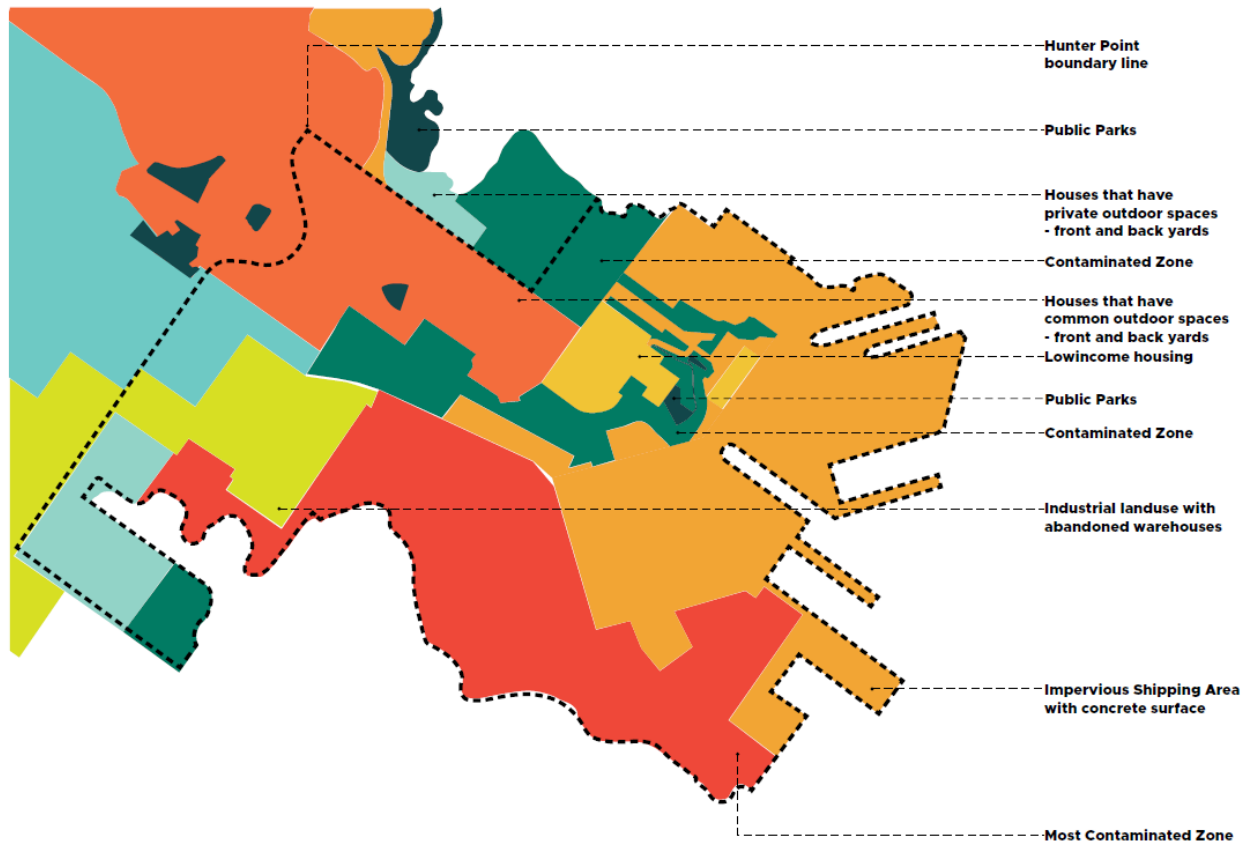 Hunter Point
boundary line
Public Parks
Houses that have
private outdoor spaces
- front and back yards
Contaminated Zone
Houses that have
common outdoor spaces
- front and back yards
Lowincome housing
Public Parks
Contaminated Zone
Industrial landuse with
abandoned warehouses
Impervious Shipping Area
with concrete surface
Most Contaminated Zone